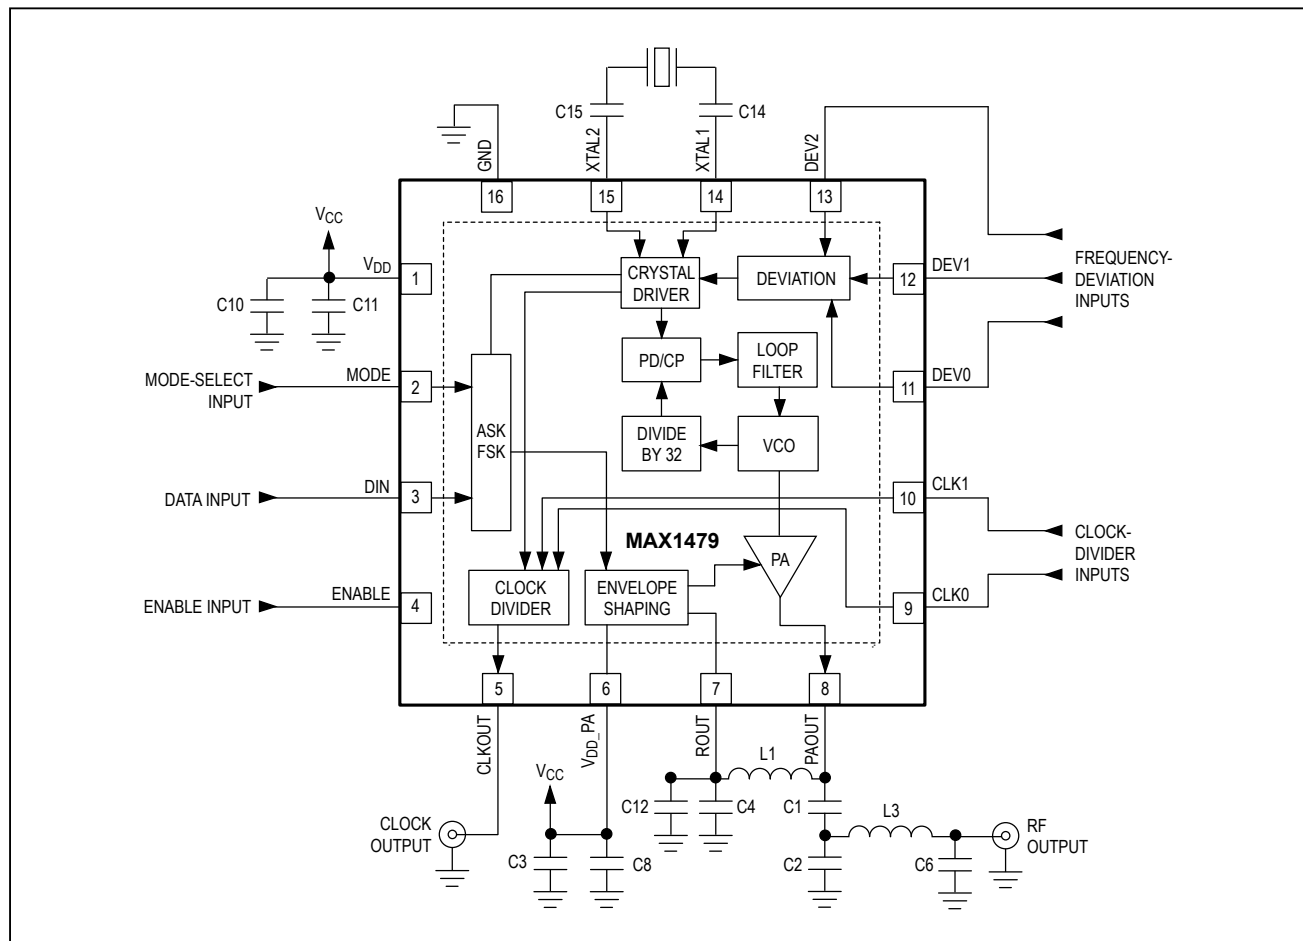 C15
C14
GND
XTAL2
XTAL1
DEV2
16
15
14
13
VCC
VDD
1
C10
C11
CRYSTAL
DRIVER
DEVIATION
12
DEV1
FREQUENCY-
DEVIATION
INPUTS
MODE-SELECT
INPUT
MODE
2
PD/CP
LOOP
FILTER
11
DEV0
ASK
FSK
DIVIDE
BY 32
VCO
DATA INPUT
DIN
3
10
CLK1
MAX1479
PA
CLOCK-
DIVIDER
INPUTS
ENABLE INPUT
ENABLE
4
CLOCK
DIVIDER
ENVELOPE
SHAPING
9
CLK0
5
6
7
8
CLKOUT
VDD_PA
ROUT
PAOUT
L1
VCC
C12
C4
C1
L3
CLOCK
OUTPUT
RF
OUTPUT
C3
C8
C2
C6